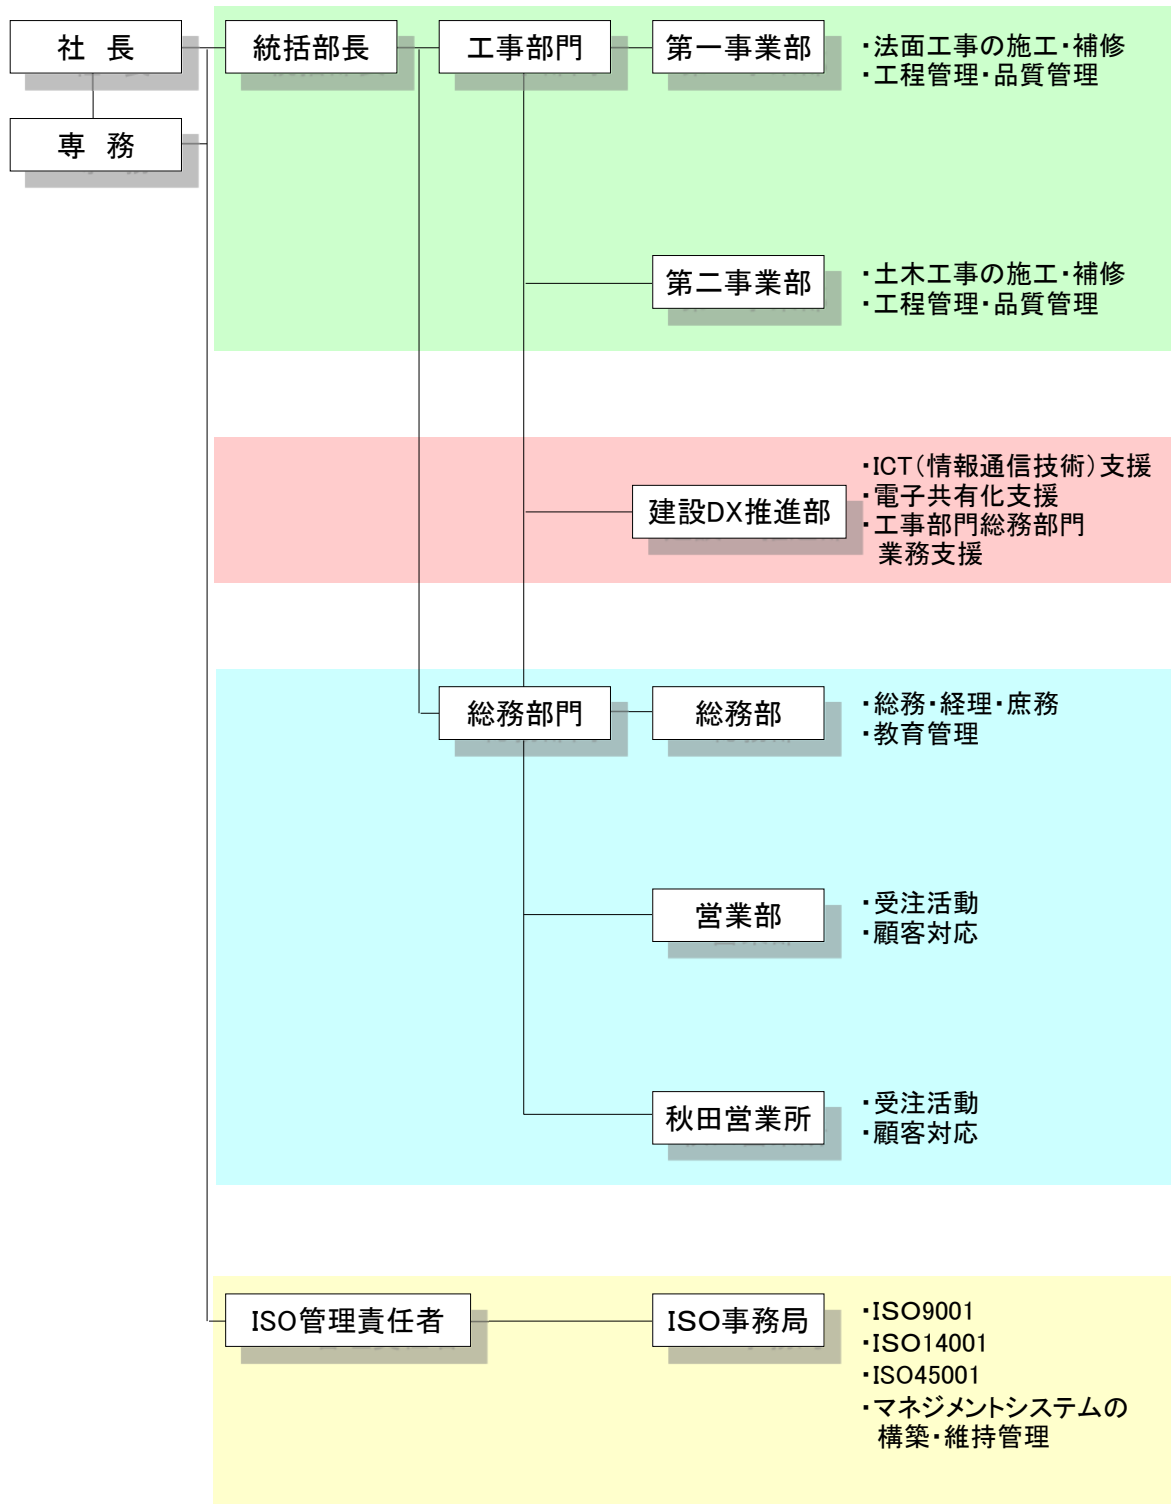 社　長
専　務
統括部長
工事部門
第一事業部
・法面工事の施工・補修
・工程管理・品質管理
第二事業部
・土木工事の施工・補修
・工程管理・品質管理
建設DX推進部
・ICT（情報通信技術）支援
・電子共有化支援
・工事部門総務部門
業務支援
総務部門
総務部
・総務・経理・庶務
・教育管理
営業部
・受注活動
・顧客対応
秋田営業所
・受注活動
・顧客対応
ISO管理責任者
ISO事務局
・ISO9001
・ISO14001
・ISO45001
・マネジメントシステムの
構築・維持管理